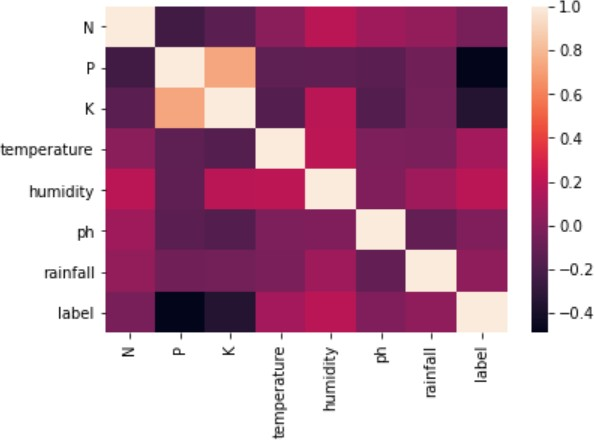 N
P
K
temperature
humidity
ph
rainfall
label
N
P
K
temperature
humidity
ph
rainfall
label
1.0
0.8
0.6
0.4
0.2
0.0
−0.2
−0.4